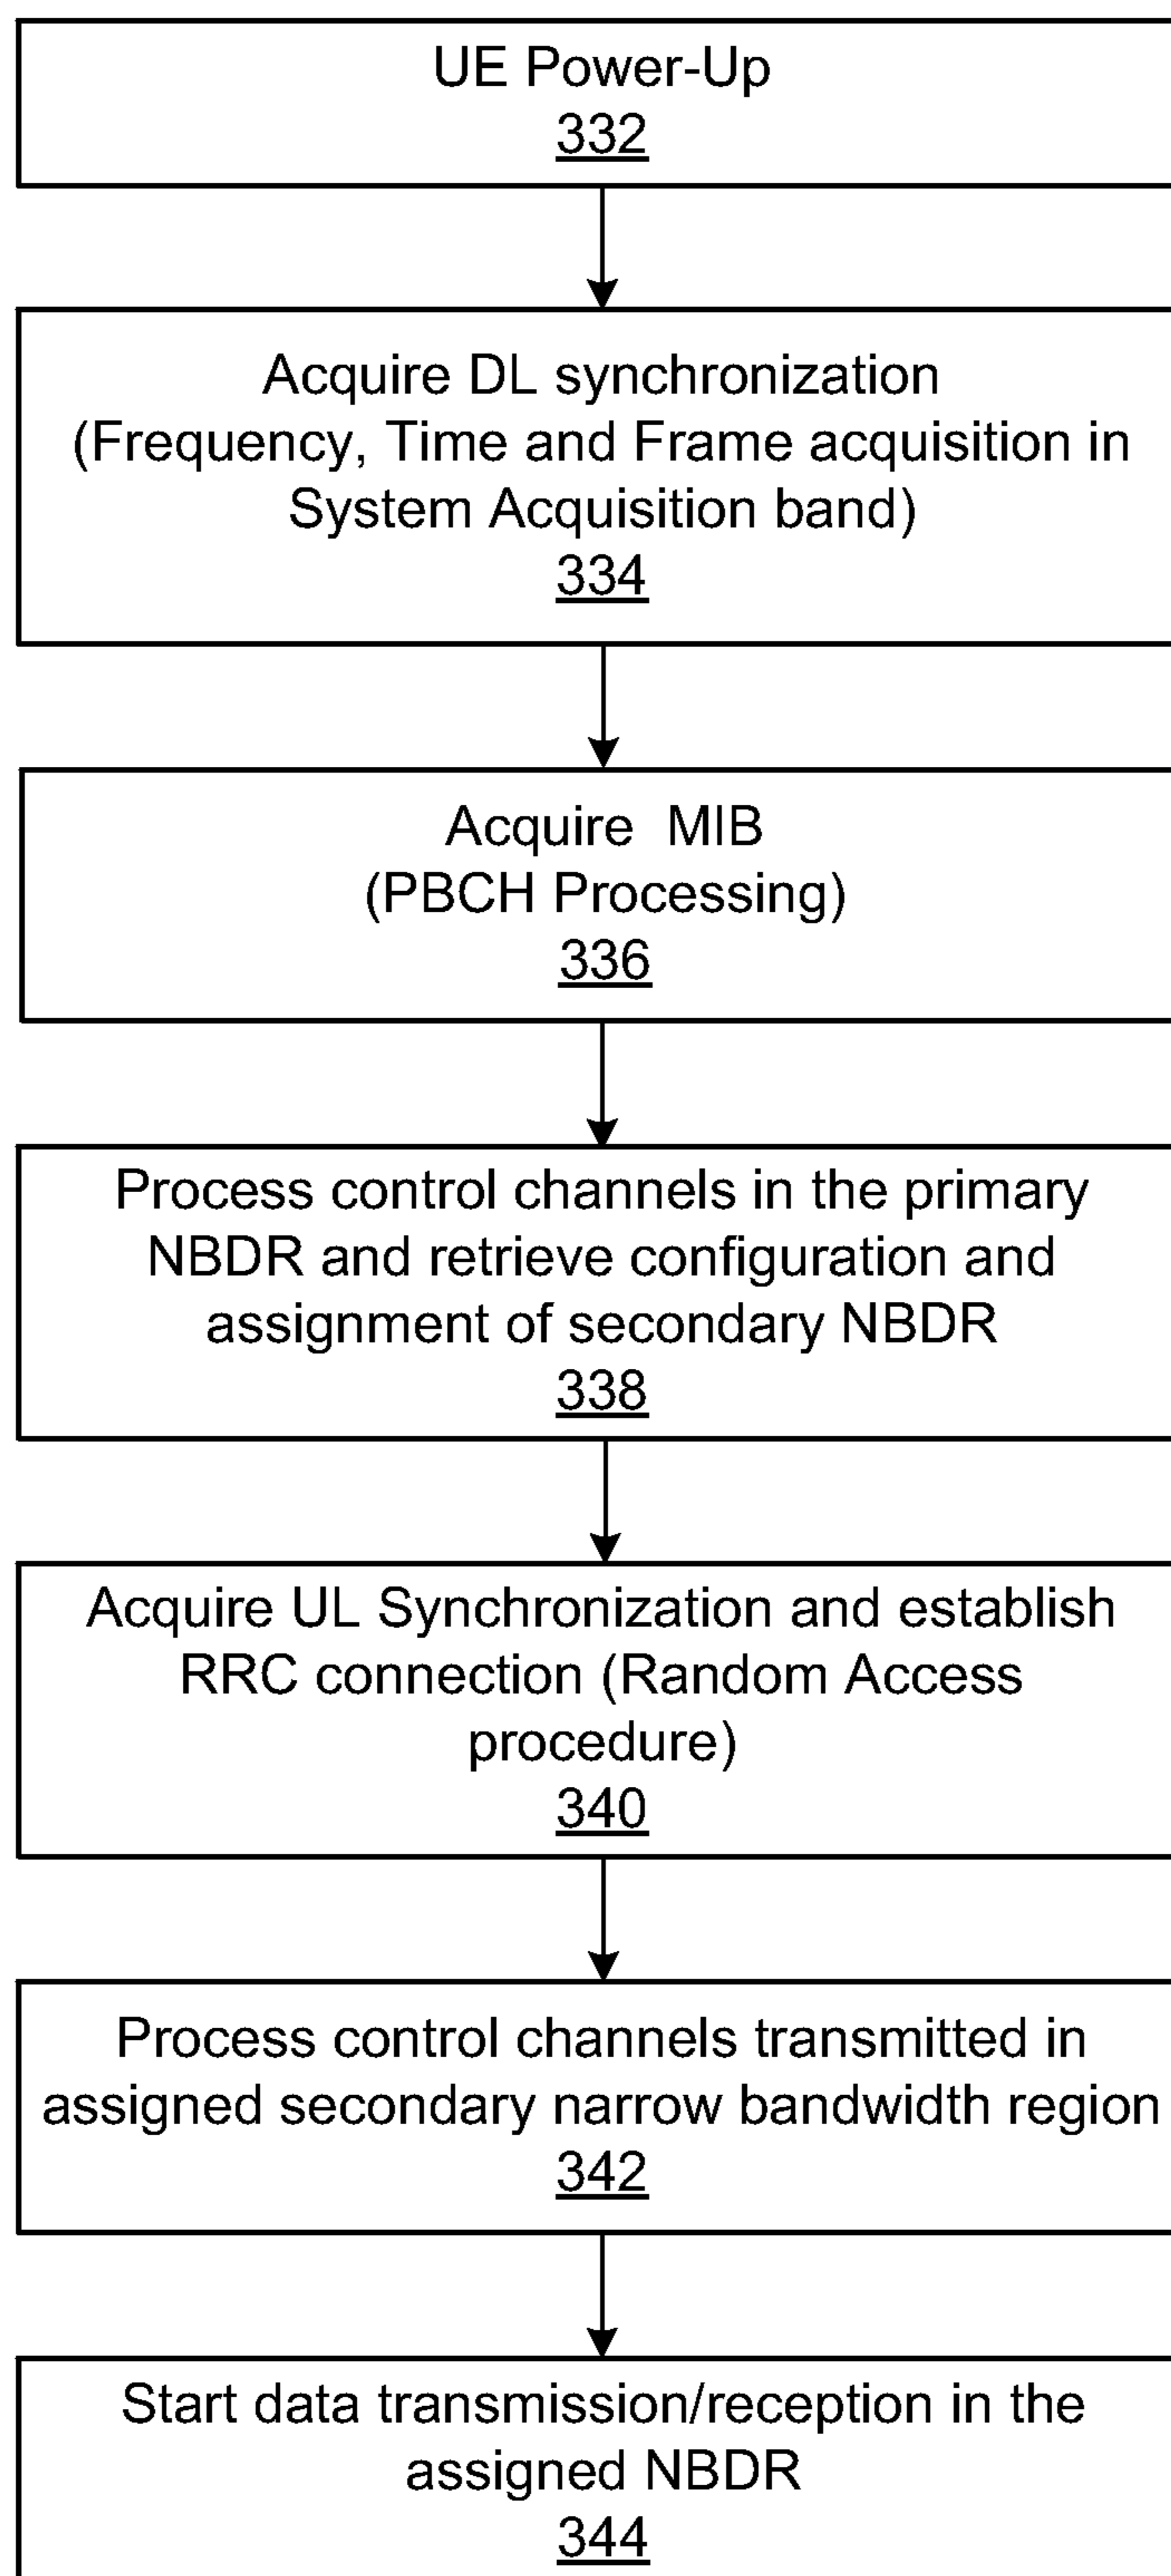 UE Power-Up
332
Acquire DL synchronization
(Frequency, Time and Frame acquisition in
System Acquisition band)
334
Acquire MIB
(PBCH Processing)
336
Process control channels in the primary
NBDR and retrieve configuration and
assignment of secondary NBDR
338
Acquire UL Synchronization and establish
RRC connection (Random Access
procedure)
340
Process control channels transmitted in
assigned secondary narrow bandwidth region
342
Start data transmission/reception in the
assigned NBDR
344